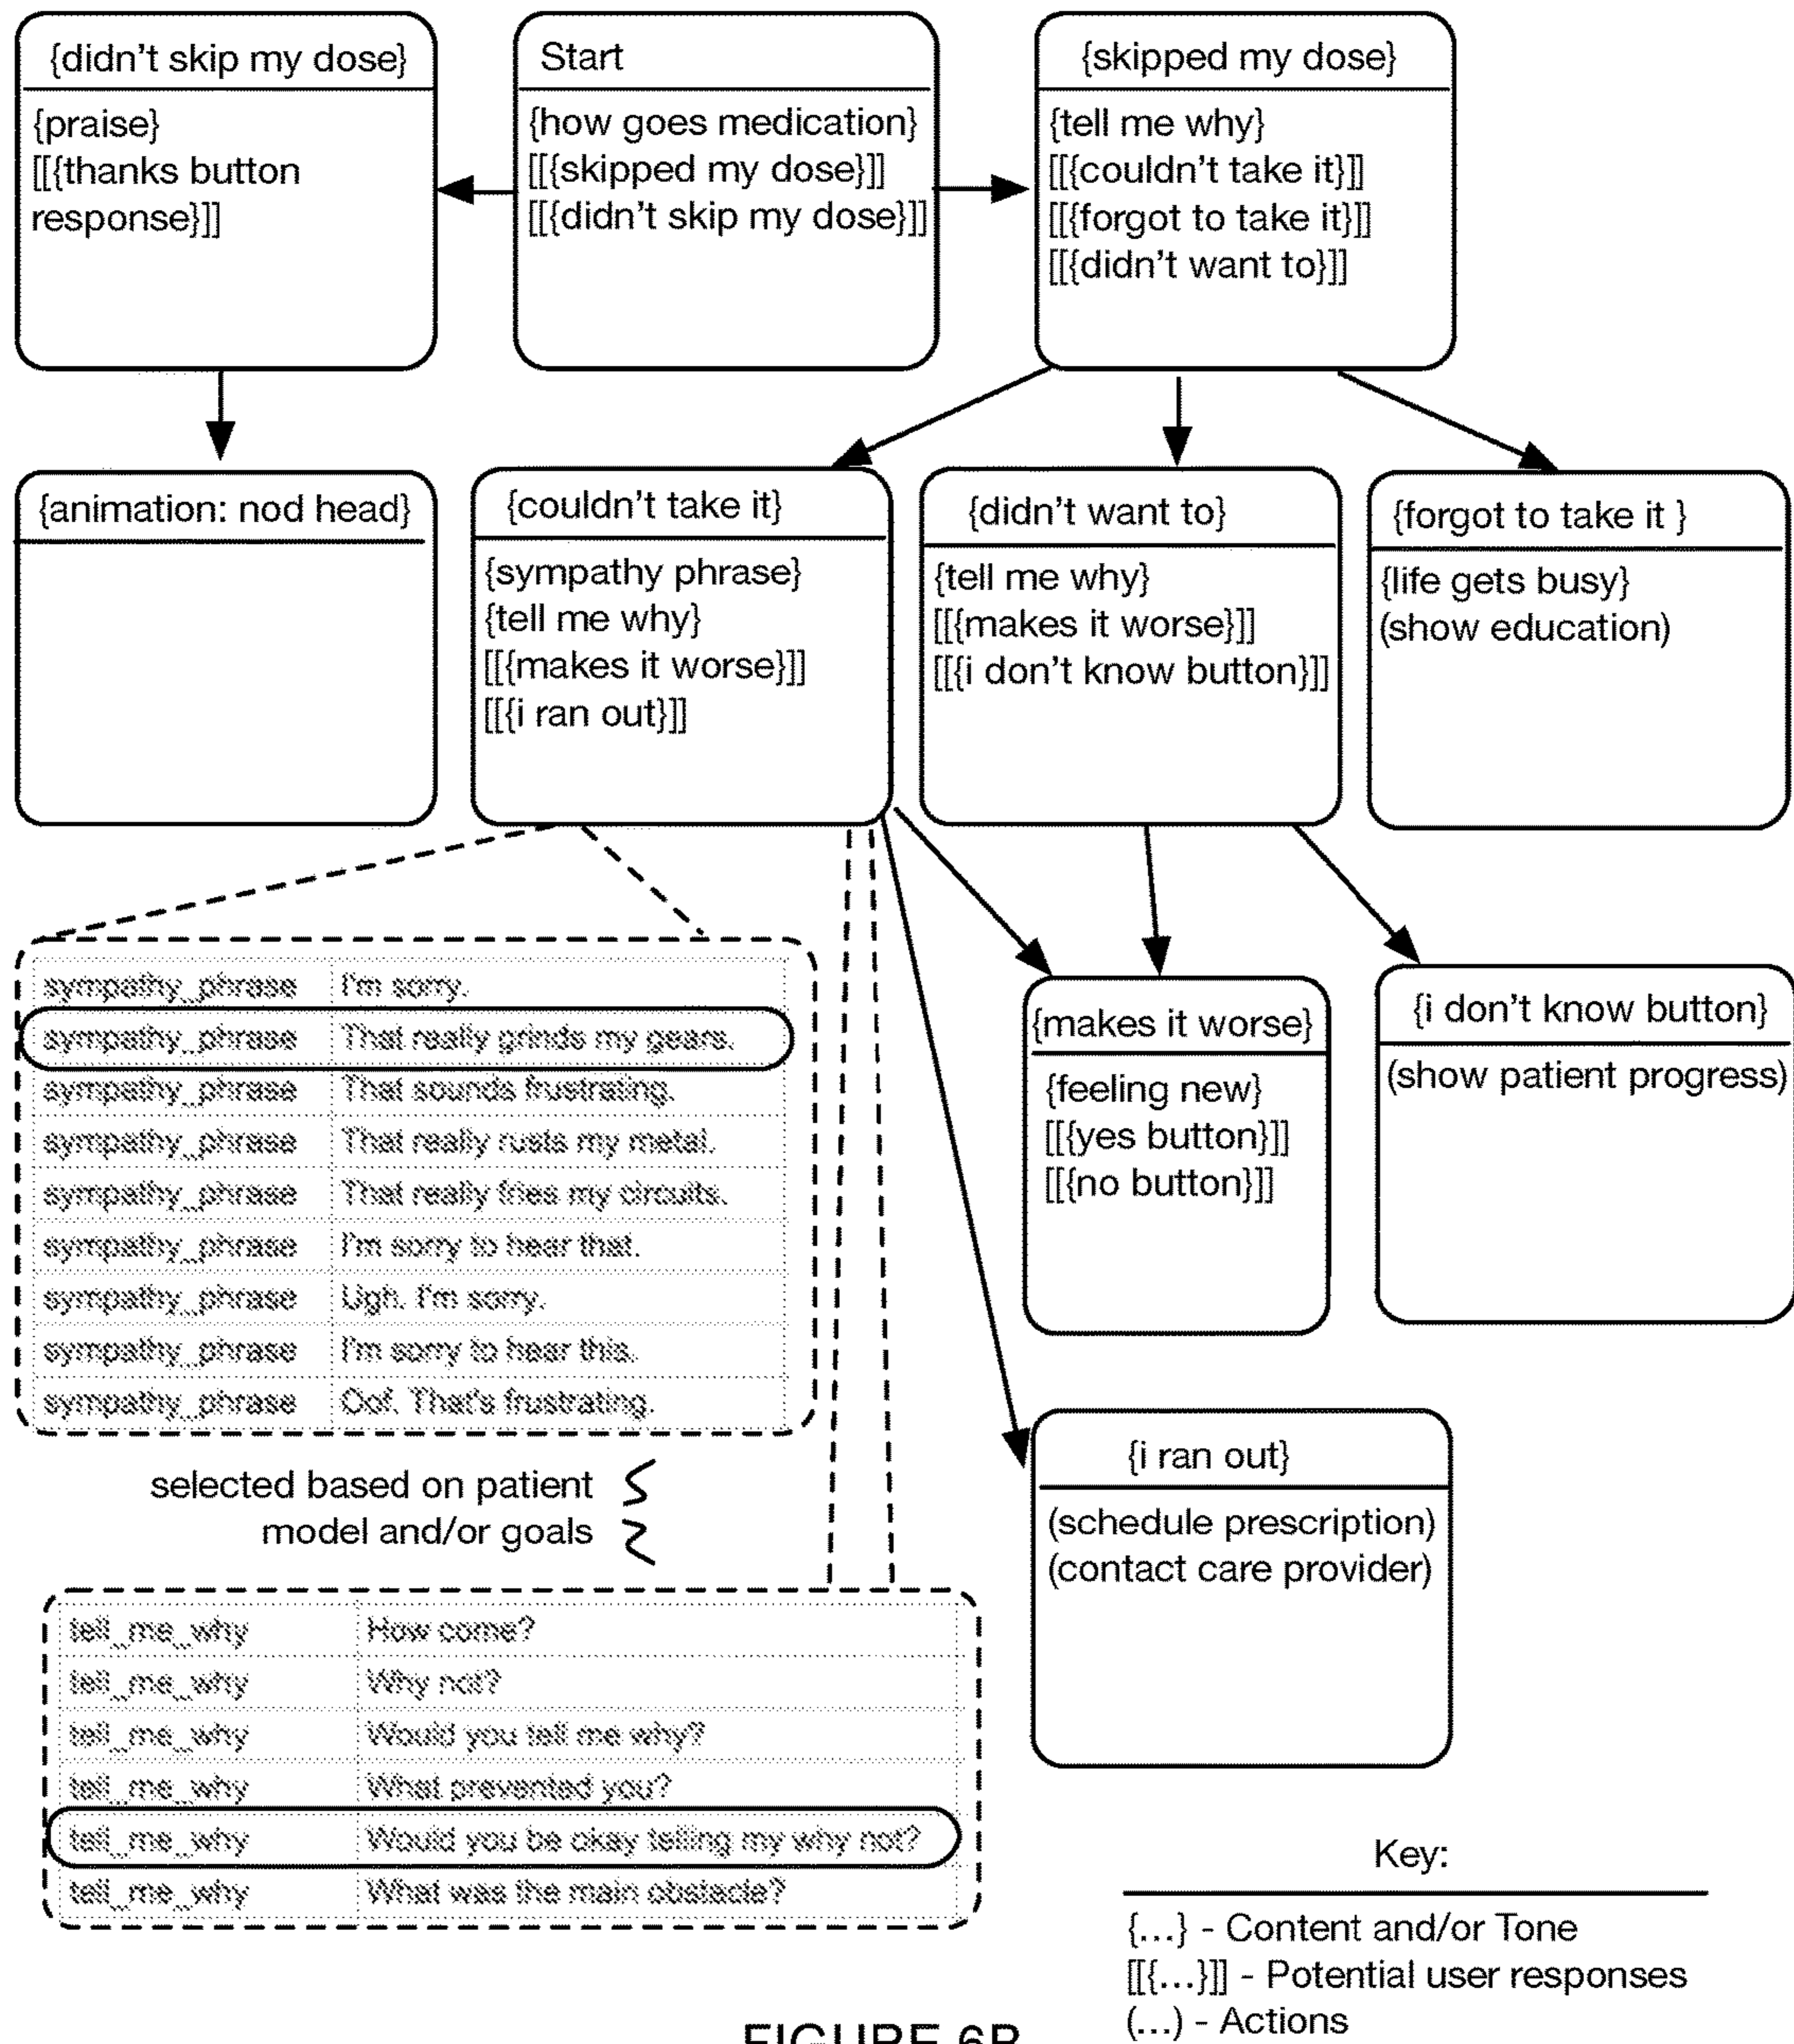 {didn't skip my dose}
{praise}
[[{thanks button
response}]]
Start
{how goes medication}
[[{skipped my dose}]]
[[{didn't skip my dose}]]
{skipped my dose}
{tell me why}
[[{couldn't take it}]]
[[{forgot to take it}]]
[[{didn't want to}]]
{animation: nod head}
{couldn't take it}
{sympathy phrase}
{tell me why}
[[{makes it worse}]]
[[{i ran out}]]
{didn't want to}
{tell me why}
[[{makes it worse}]]
[[{i don't know button}]]
{forgot to take it }
{life gets busy}
(show education)
sympathy_phrase I'm sorry.
sympathy_phrase That really grinds my gears.
sympathy_phrase That sounds frustrating.
sympathy_phrase That really rusts my metal.
sympathy_phrase That really fries my circuits.
sympathy_phrase I'm sorry to hear that.
sympathy_phrase Ugh. I'm sorry.
sympathy_phrase I'm sorry to hear this.
sympathy_phrase Oof. That's frustrating.
{makes it worse}
{feeling new}
[[{yes button}]]
[[{no button}]]
{i don't know button}
(show patient progress)
selected based on patient
model and/or goals
{i ran out}
(schedule prescription)
(contact care provider)
tell_me_why How come?
tell_me_why Why not?
tell_me_why Would you tell me why?
tell_me_why What prevented you?
tell_me_why Would you be okay telling my why not?
tell_me_why What was the main obstacle?
Key:
{...} - Content and/or Tone
[[{...}]] - Potential user responses
(...) - Actions
FIGURE 6B